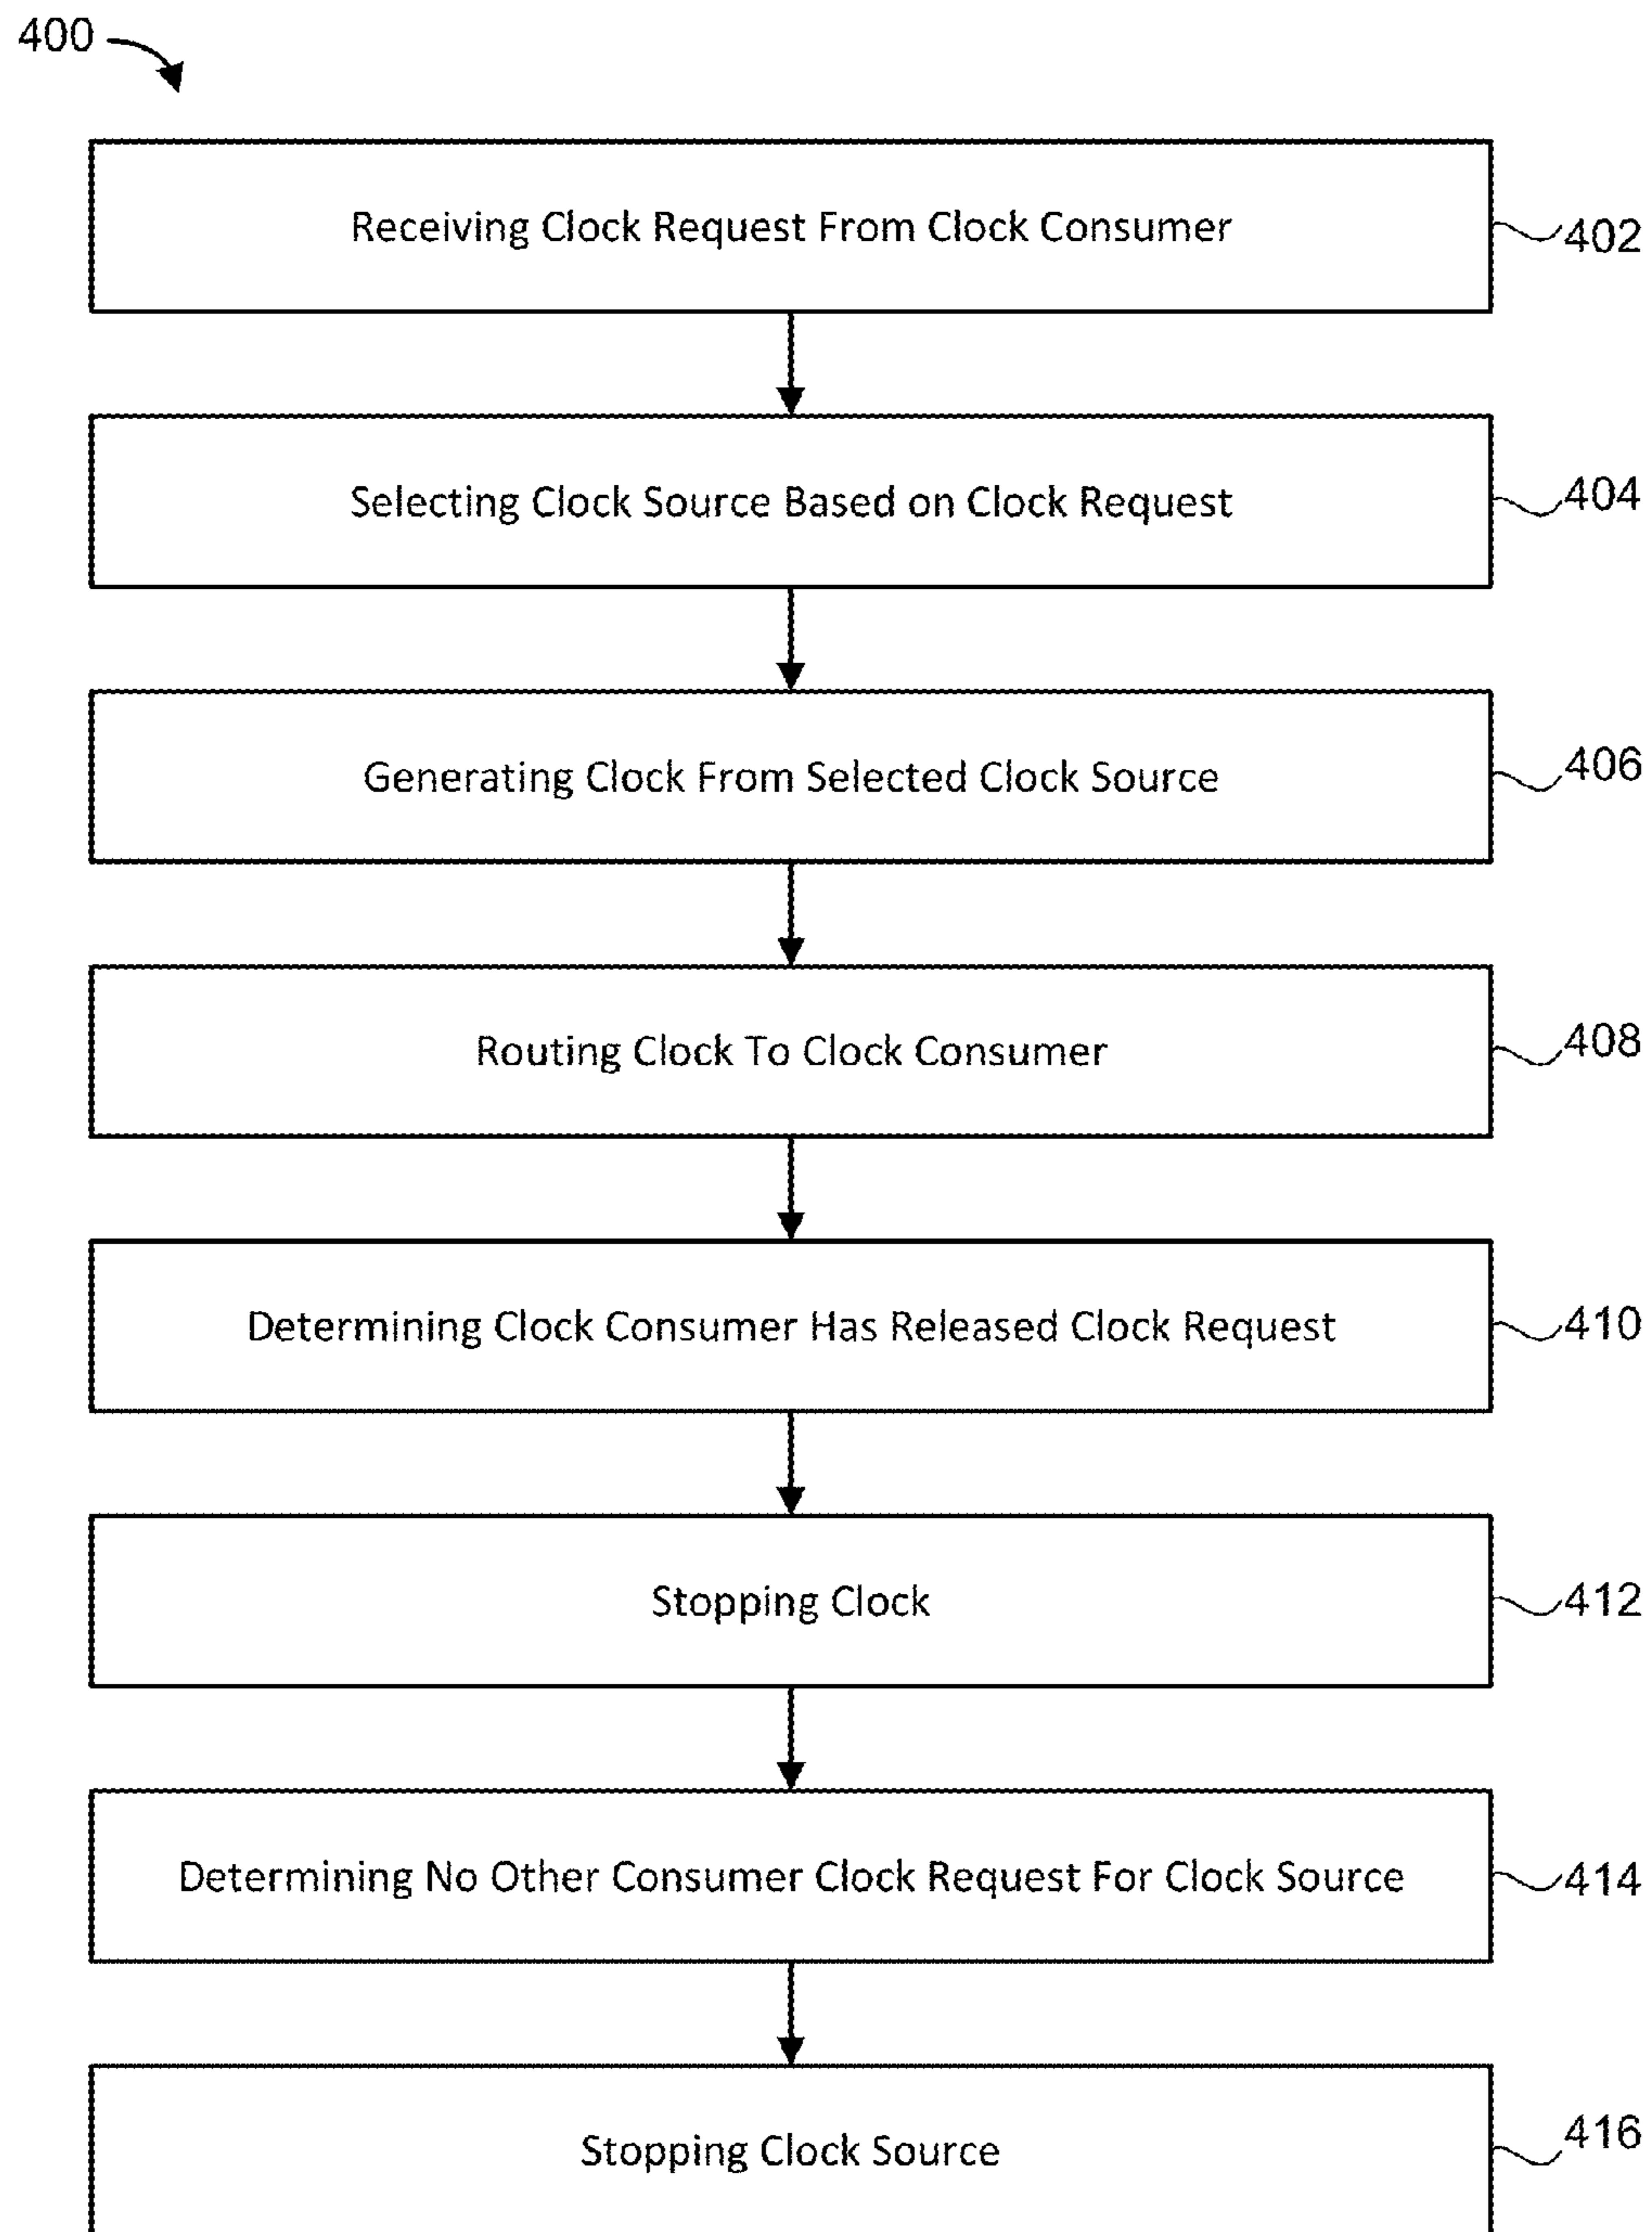 400
Receiving Clock Request From Clock Consumer
402
Selecting Clock Source Based on Clock Request
404
Generating Clock From Selected Clock Source
406
Routing Clock To Clock Consumer
408
Determining Clock Consumer Has Released Clock Request
410
Stopping Clock
412
Determining No Other Consumer Clock Request For Clock Source
414
Stopping Clock Source
416